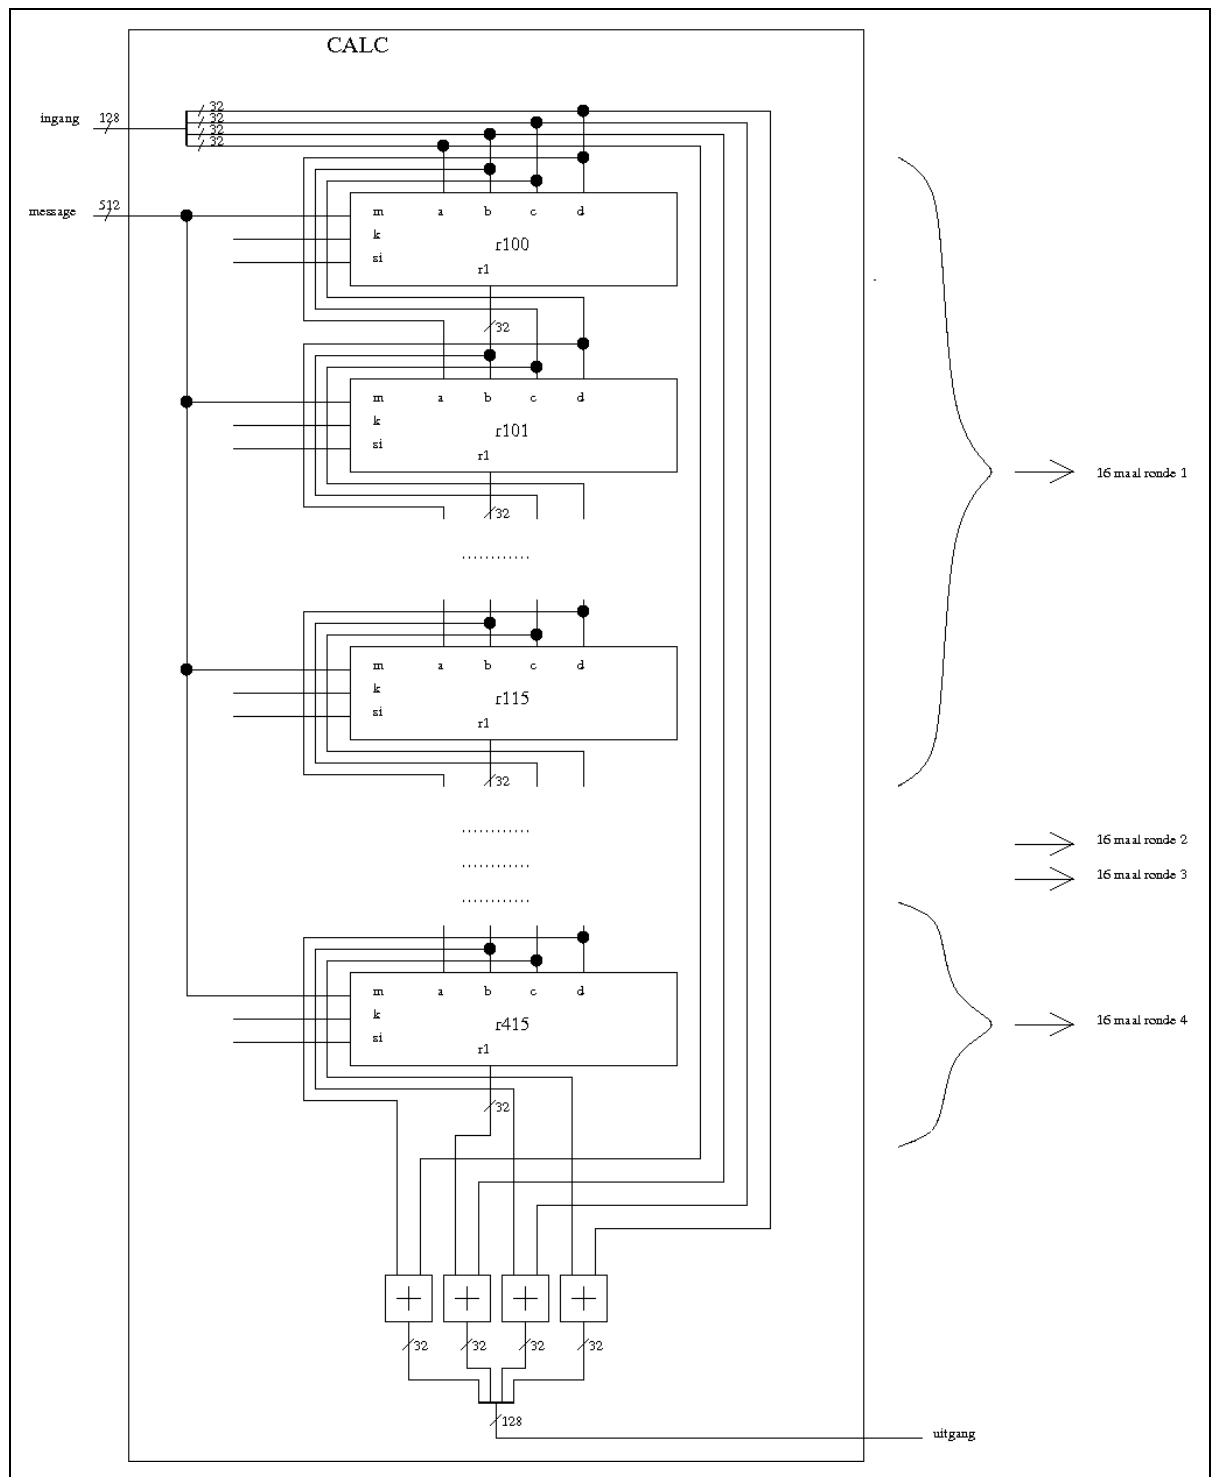 CALC
ingang 128
32
32
32
32
message 512
m a b c d
k
r100
si
r1
32
m a b c d
k
r101
si
r1
32
16 maal ronde 1
............
m a b c d
k
r115
si
r1
32
............
16 maal ronde 2
............
16 maal ronde 3
............
m a b c d
k
r415
si
r1
16 maal ronde 4
32
+ + + +
32 32 32 32
128
uitgang